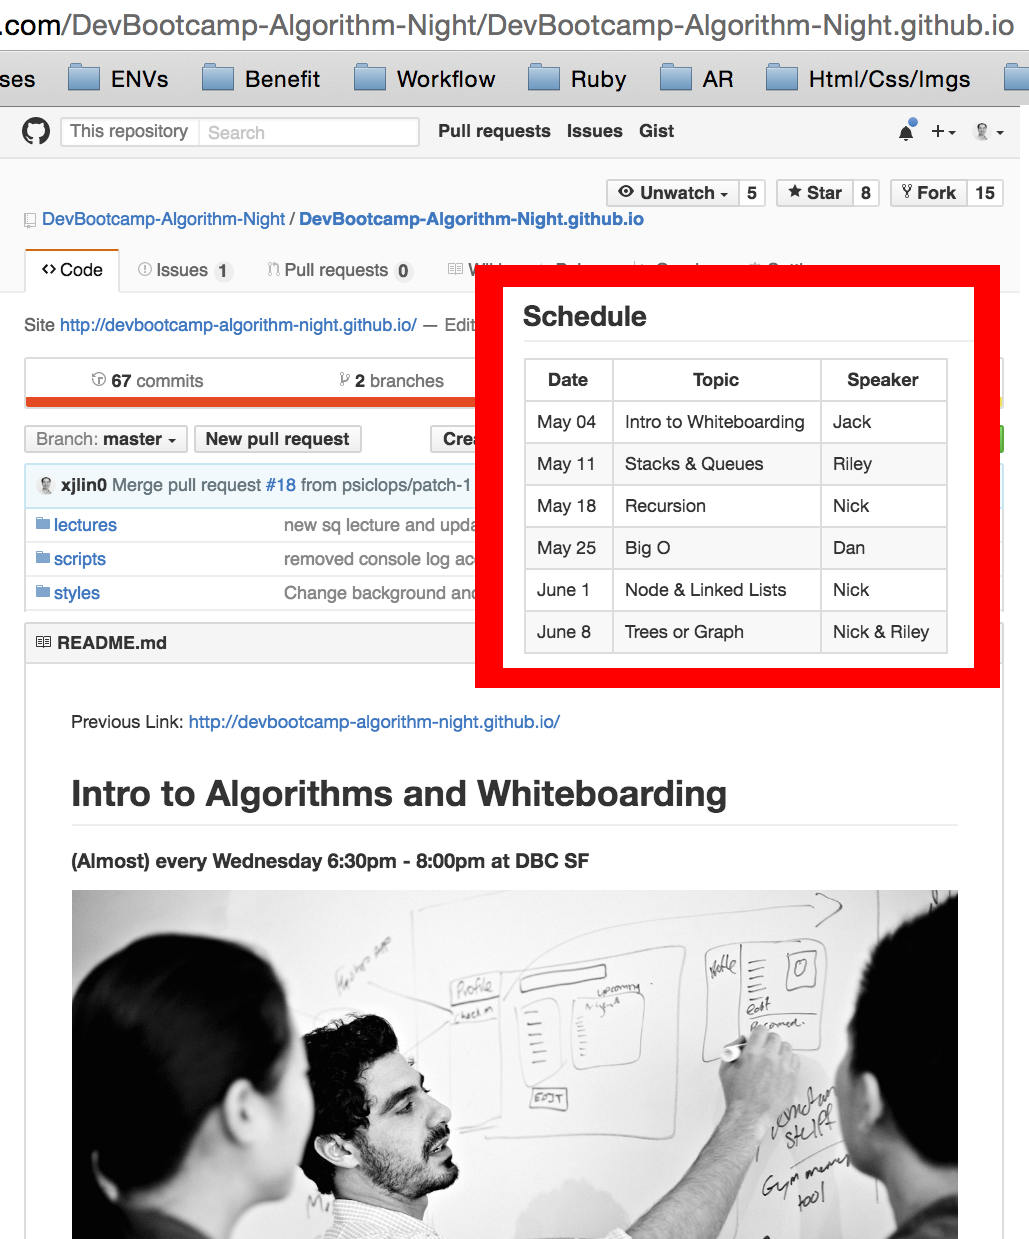 .com/DevBootcamp-Algorithm-Night/DevBootcamp-Algorithm-Night.github.io
ses ENVs Benefit Workflow Ruby AR Html/Css/Imgs
This repository Search Pull requests Issues Gist
Unwatch 5 Star 8 Fork 15
DevBootcamp-Algorithm-Night / DevBootcamp-Algorithm-Night.github.io
Code Issues 1 Pull requests 0
Site http://devbootcamp-algorithm-night.github.io/ — Edit
67 commits 2 branches
Branch: master New pull request Crea
xjlin0 Merge pull request #18 from psiclops/patch-1
lectures new sq lecture and upda
scripts removed console log acc
styles Change background and
Schedule
Date Topic Speaker
May 04 Intro to Whiteboarding Jack
May 11 Stacks & Queues Riley
May 18 Recursion Nick
May 25 Big O Dan
June 1 Node & Linked Lists Nick
June 8 Trees or Graph Nick & Riley
README.md
Previous Link: http://devbootcamp-algorithm-night.github.io/
Intro to Algorithms and Whiteboarding
(Almost) every Wednesday 6:30pm - 8:00pm at DBC SF
Profile
Check in
upcoming
EDIT
Profile
edit
random
stuff
Gym memory
tool